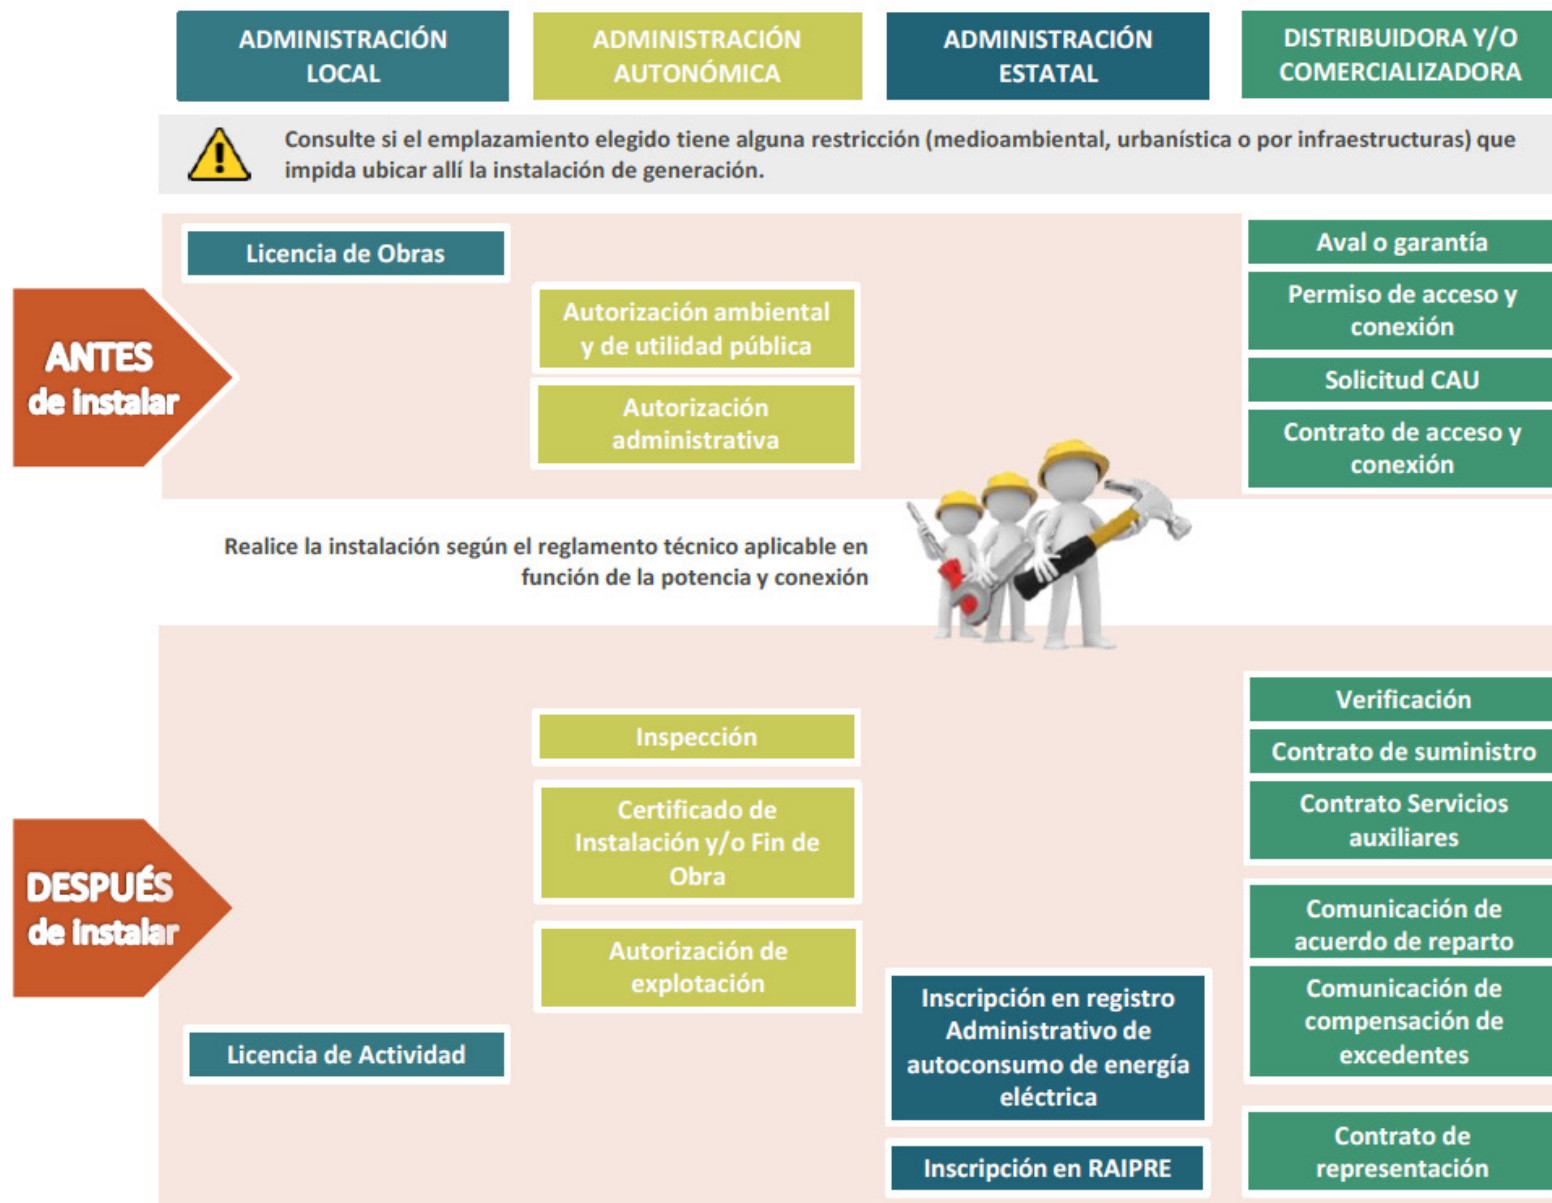 ADMINISTRACIÓN
LOCAL
ADMINISTRACIÓN
AUTONÓMICA
ADMINISTRACIÓN
ESTATAL
DISTRIBUIDORA Y/O
COMERCIALIZADORA
Consulte si el emplazamiento elegido tiene alguna restricción (medioambiental, urbanística o por infraestructuras) que
impida ubicar allí la instalación de generación.
ANTES
de instalar
Licencia de Obras
Autorización ambiental
y de utilidad pública
Autorización
administrativa
Aval o garantía
Permiso de acceso y
conexión
Solicitud CAU
Contrato de acceso y
conexión
Realice la instalación según el reglamento técnico aplicable en
función de la potencia y conexión
DESPUÉS
de instalar
Licencia de Actividad
Inspección
Certificado de
Instalación y/o Fin de
Obra
Autorización de
explotación
Inscripción en registro
Administrativo de
autoconsumo de energía
eléctrica
Inscripción en RAIPRE
Verificación
Contrato de suministro
Contrato Servicios
auxiliares
Comunicación de
acuerdo de reparto
Comunicación de
compensación de
excedentes
Contrato de
representación